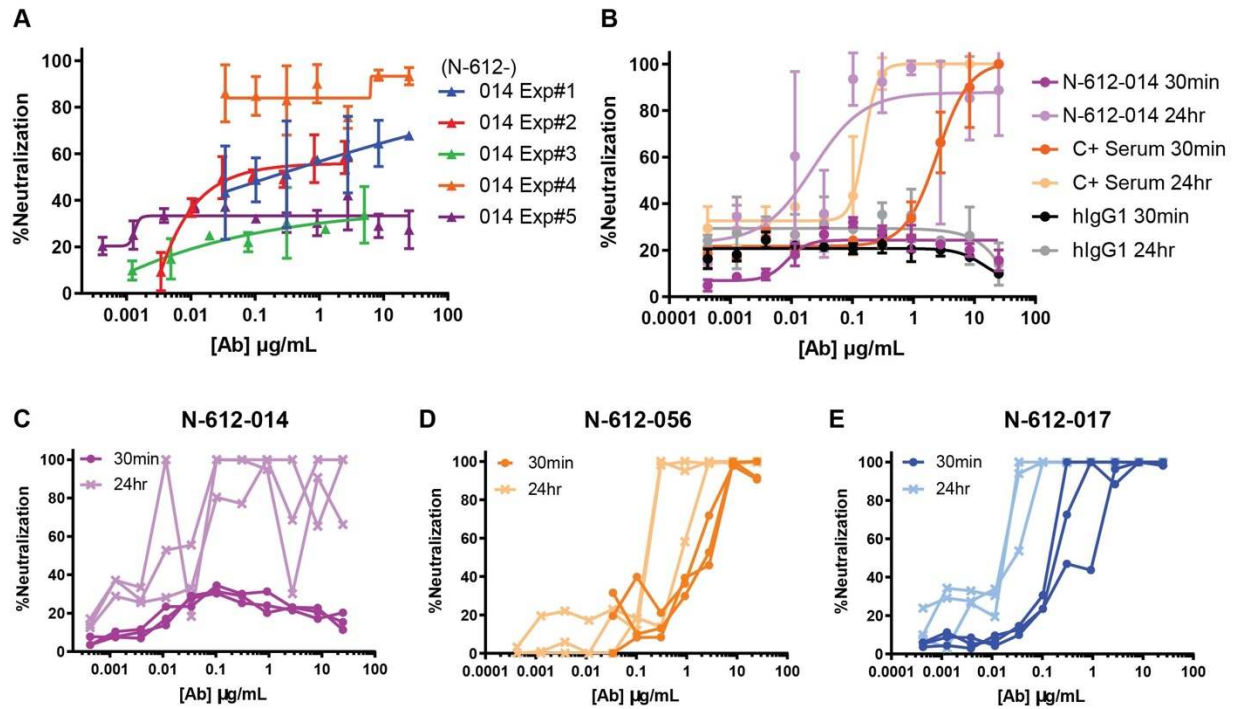 A
%Neutralization
100
80
60
40
20
0
0.001
0.01
0.1
1
10
100
[Ab] µg/mL
(N-612-)
014 Exp#1
014 Exp#2
014 Exp#3
014 Exp#4
014 Exp#5
B
%Neutralization
100
80
60
40
20
0
0.0001
0.001
0.01
0.1
1
10
100
[Ab] µg/mL
N-612-014 30min
N-612-014 24hr
C+ Serum 30min
C+ Serum 24hr
hIgG1 30min
hIgG1 24hr
C
N-612-014
30min
24hr
%Neutralization
100
80
60
40
20
0
0.001
0.01
0.1
1
10
100
[Ab] µg/mL
D
N-612-056
30min
24hr
%Neutralization
100
80
60
40
20
0
0.0001
0.001
0.01
0.1
1
10
100
[Ab] µg/mL
E
N-612-017
30min
24hr
%Neutralization
100
80
60
40
20
0
0.0001
0.001
0.01
0.1
1
10
100
[Ab] µg/mL